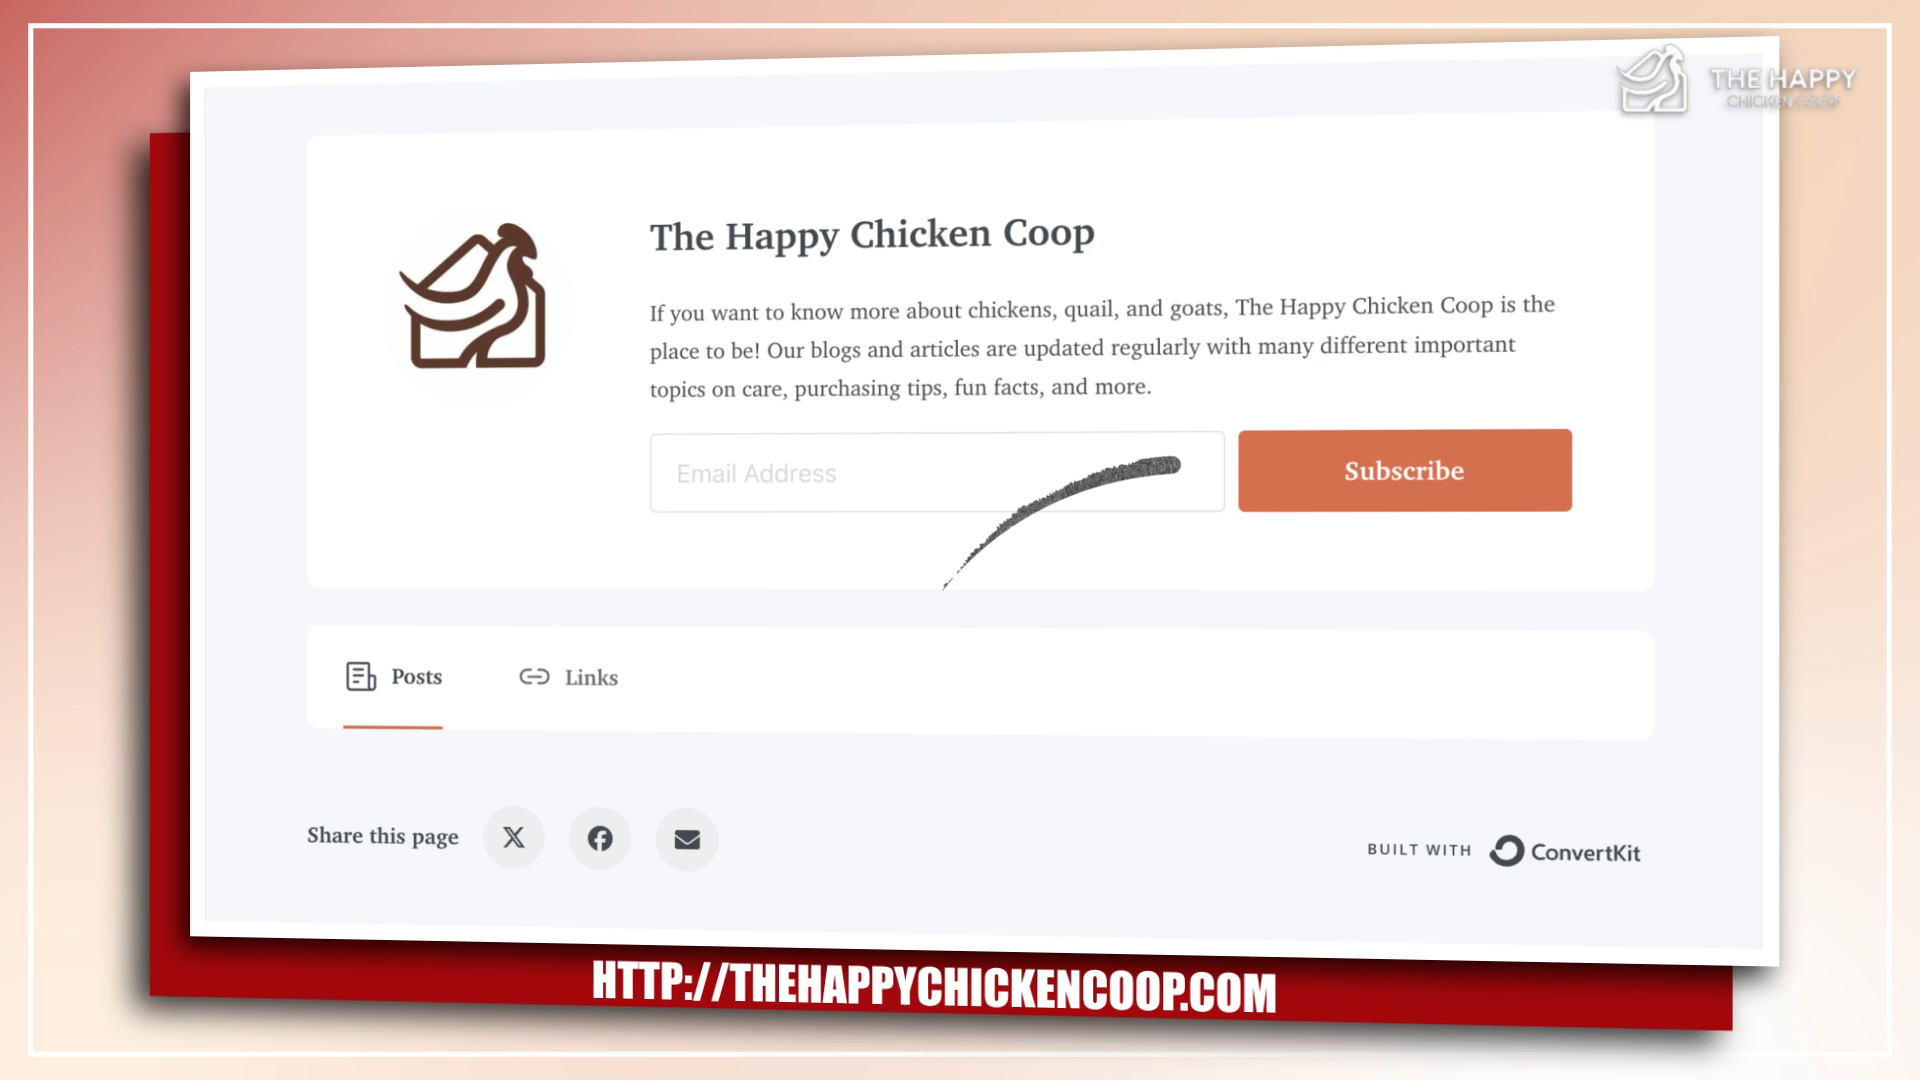 THE HAPPY
CHICKEN COOP
The Happy Chicken Coop
If you want to know more about chickens, quail, and goats, The Happy Chicken Coop is the
place to be! Our blogs and articles are updated regularly with many different important
topics on care, purchasing tips, fun facts, and more.
Email Address
Subscribe
Posts
Links
Share this page
BUILT WITH ConvertKit
HTTP://THEHAPPYCHICKENCOOP.COM